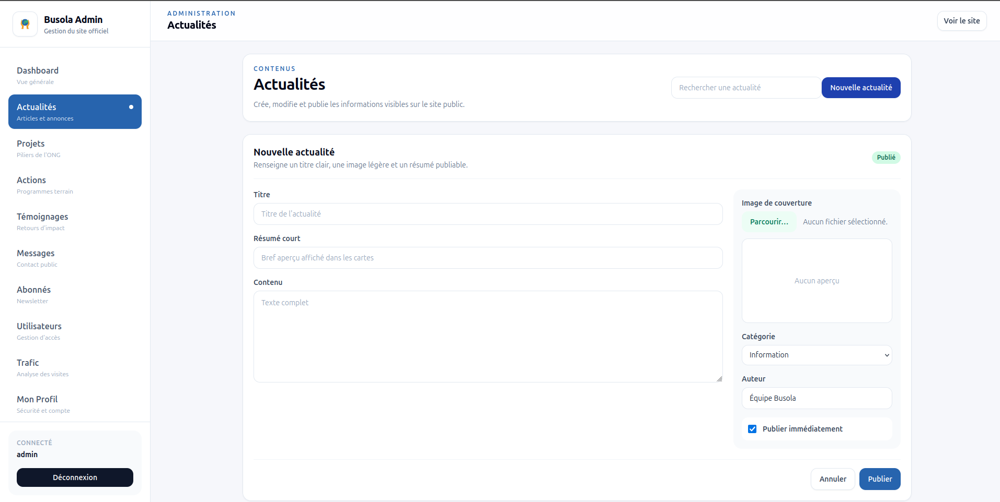 Busola Admin
Gestion du site officiel
Dashboard
Vue générale
Actualités
Articles et annonces
Projets
Piliers de l'ONG
Actions
Programmes terrain
Témoignages
Retours d'impact
Messages
Contact public
Abonnés
Newsletter
Utilisateurs
Gestion d'accès
Trafic
Analyse des visites
Mon Profil
Sécurité et compte
CONNECTÉ
admin
Déconnexion
ADMINISTRATION
Actualités
Voir le site
CONTENUS
Actualités
Crée, modifie et publie les informations visibles sur le site public.
Rechercher une actualité
Nouvelle actualité
Nouvelle actualité
Renseigne un titre clair, une image légère et un résumé publiable.
Publié
Titre
Titre de l'actualité
Résumé court
Bref aperçu affiché dans les cartes
Contenu
Texte complet
Image de couverture
Parcourir... Aucun fichier sélectionné.
Aucun aperçu
Catégorie
Information
Auteur
Équipe Busola
Publier immédiatement
Annuler
Publier